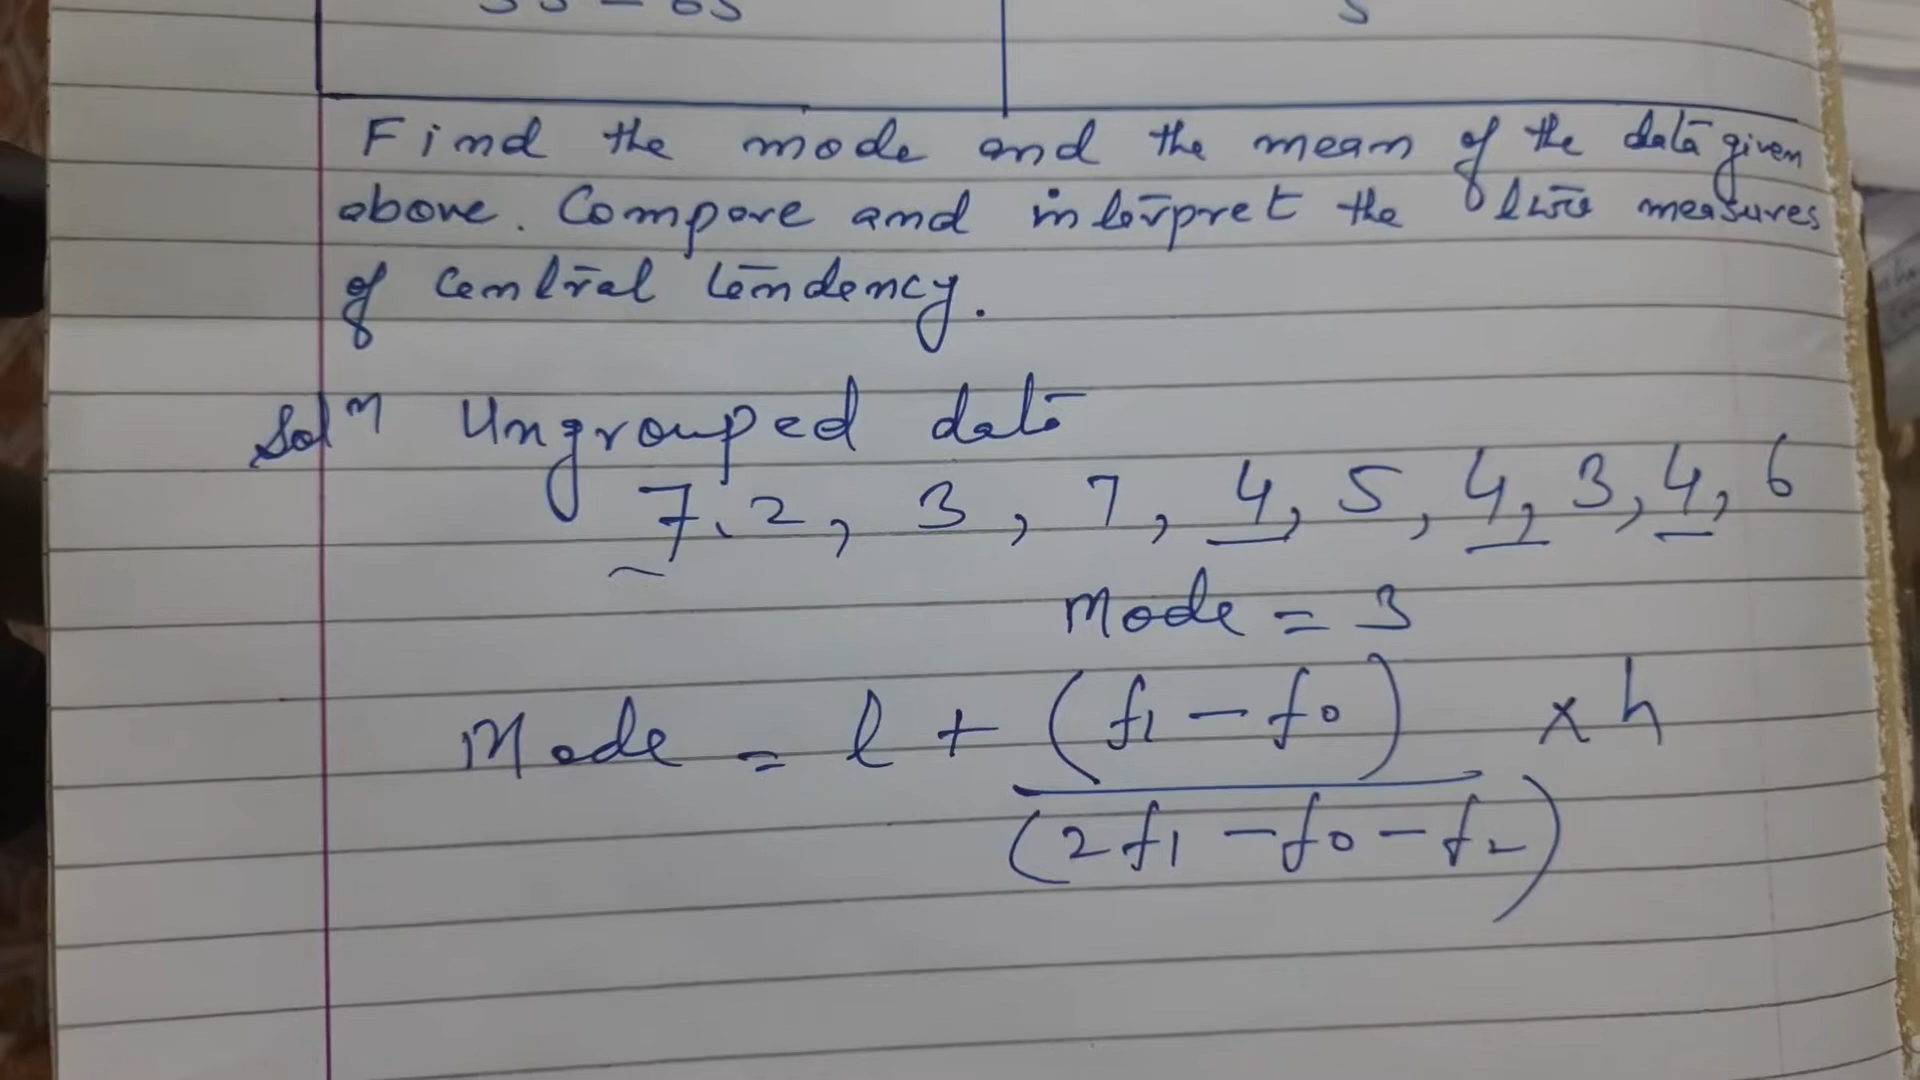 Find the mode and the mean of the data given
above. Compare and interpret the two measures
of central tendency.
Solⁿ Ungrouped data
7, 2, 3, 7, 4, 5, 4, 3, 4, 6
Mode = 3
Mode = l + (f1 - f0) x h
(2f1 - f0 - f2)